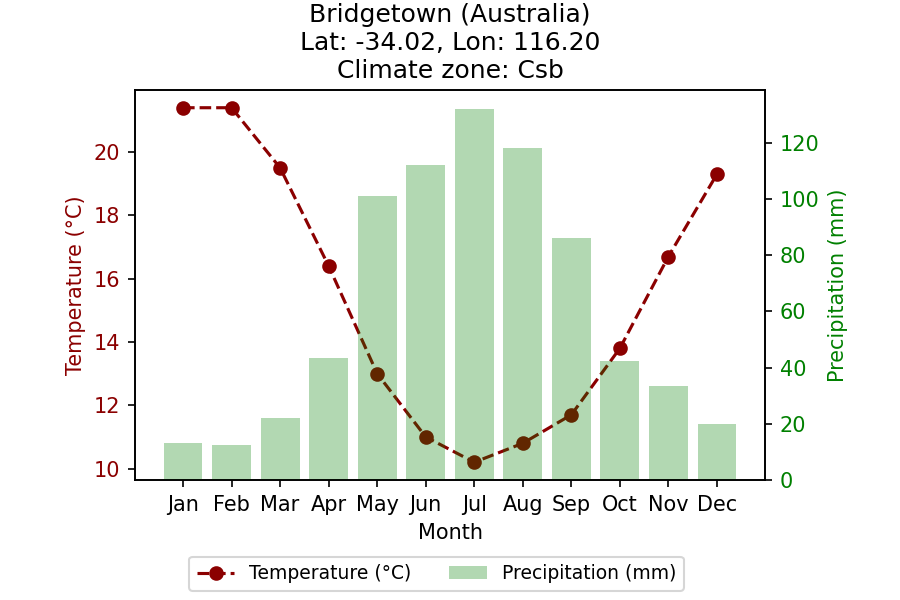 Bridgetown (Australia)
Lat: -34.02, Lon: 116.20
Climate zone: Csb
Temperature (°C)
20
18
16
14
12
10
Precipitation (mm)
120
100
80
60
40
20
0
Jan Feb Mar Apr May Jun Jul Aug Sep Oct Nov Dec
Month
Temperature (°C) Precipitation (mm)